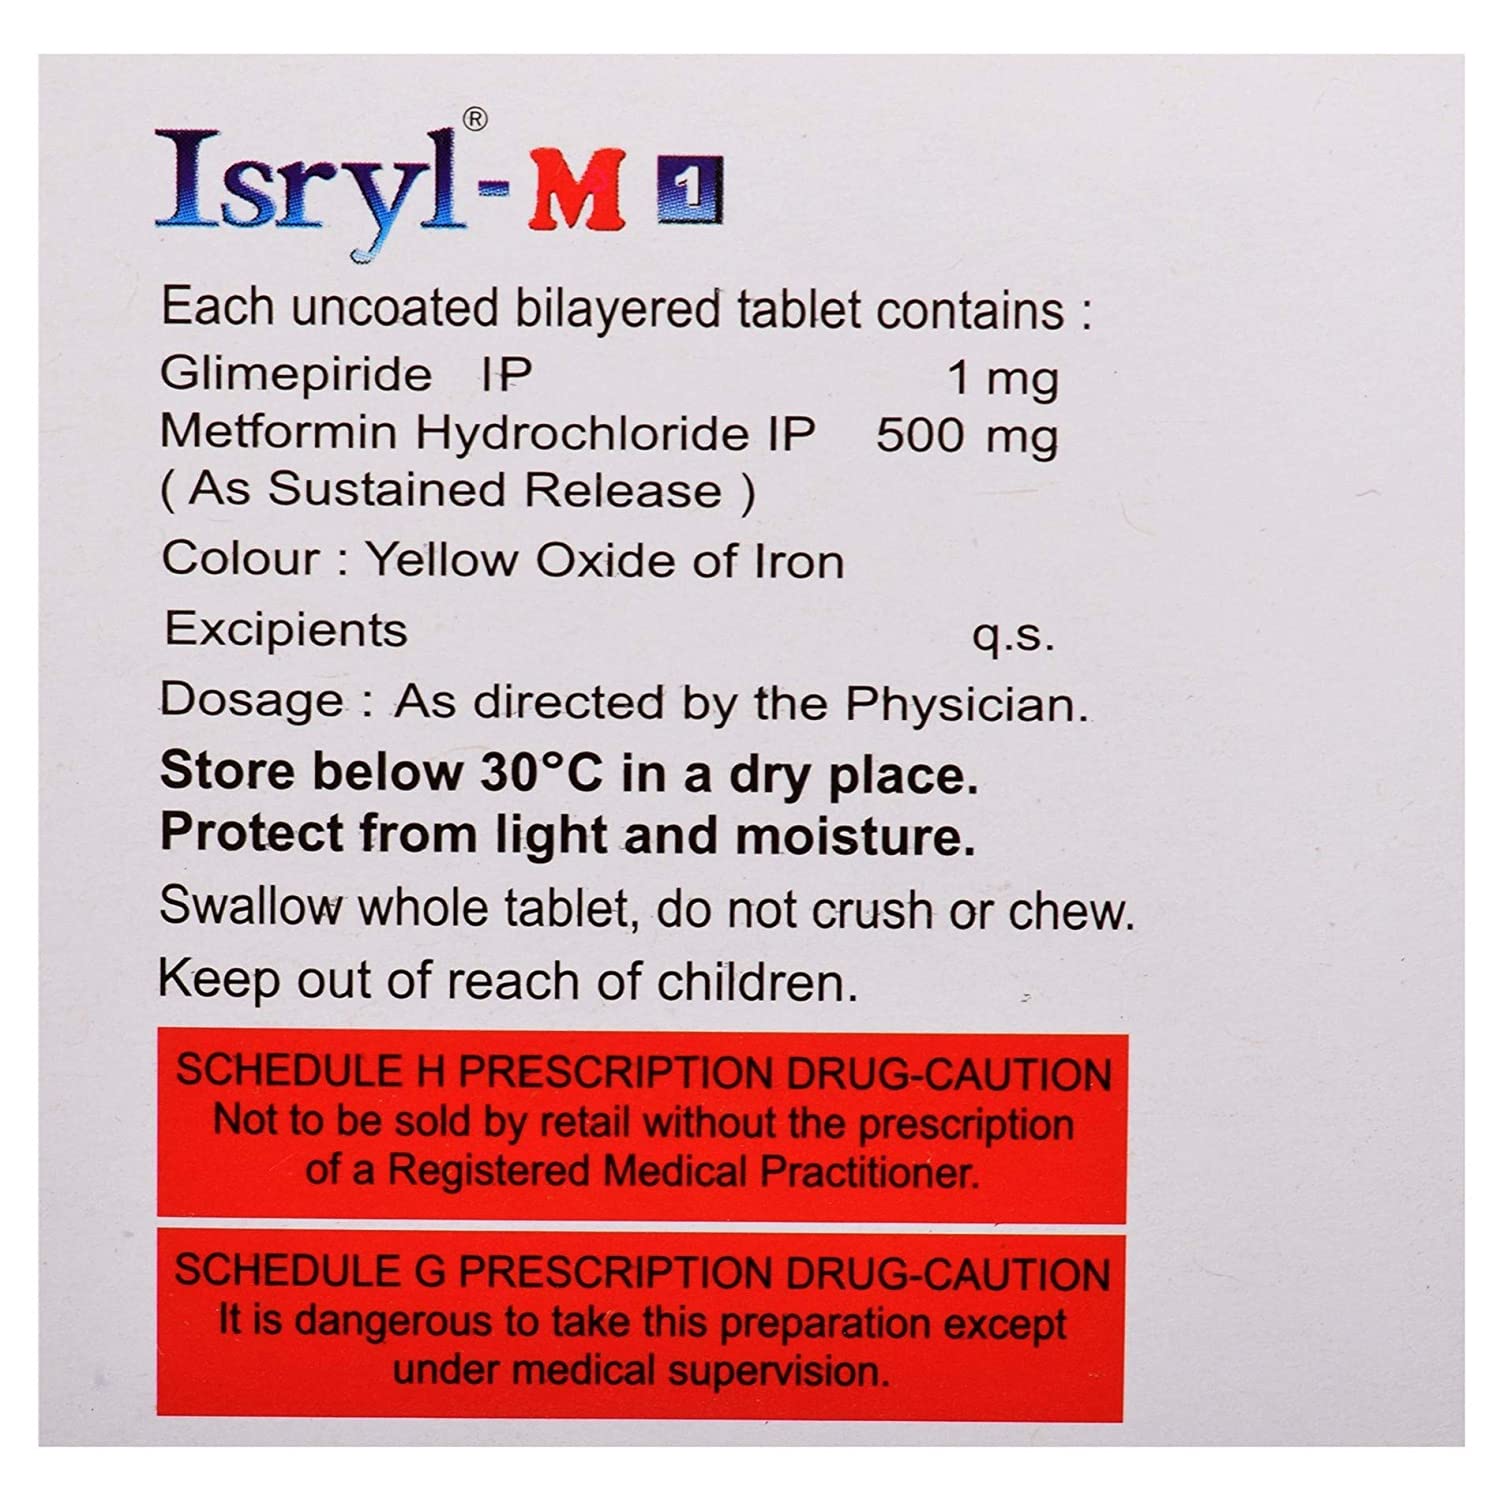 Isryl®-M 1
Each uncoated bilayered tablet contains :
Glimepiride IP 1 mg
Metformin Hydrochloride IP 500 mg
( As Sustained Release )
Colour : Yellow Oxide of Iron
Excipients q.s.
Dosage : As directed by the Physician.
Store below 30°C in a dry place.
Protect from light and moisture.
Swallow whole tablet, do not crush or chew.
Keep out of reach of children.
SCHEDULE H PRESCRIPTION DRUG-CAUTION
Not to be sold by retail without the prescription
of a Registered Medical Practitioner.
SCHEDULE G PRESCRIPTION DRUG-CAUTION
It is dangerous to take this preparation except
under medical supervision.